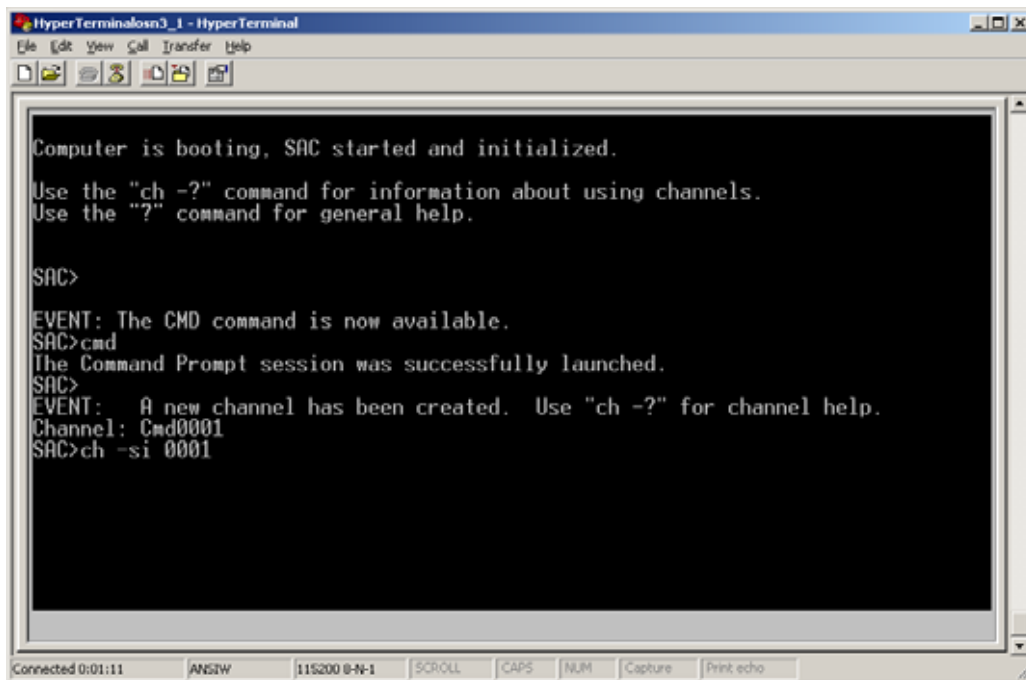 HyperTerminalosn3_1 - HyperTerminal
File Edit View Call Transfer Help
Computer is booting, SAC started and initialized.
Use the "ch -?" command for information about using channels.
Use the "?" command for general help.
SAC>
EVENT: The CMD command is now available.
SAC>cmd
The Command Prompt session was successfully launched.
SAC>
EVENT:   A new channel has been created.  Use "ch -?" for channel help.
Channel: Cmd0001
SAC>ch -si 0001
Connected 0:01:11 ANSIW 115200 8-N-1 SCROLL CAPS NUM Capture Print echo